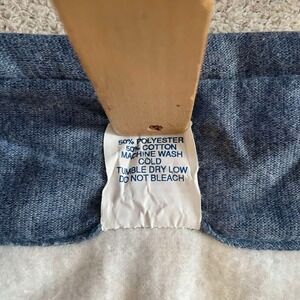 50% POLYESTER
50% COTTON
MACHINE WASH
COLD
TUMBLE DRY LOW
DO NOT BLEACH